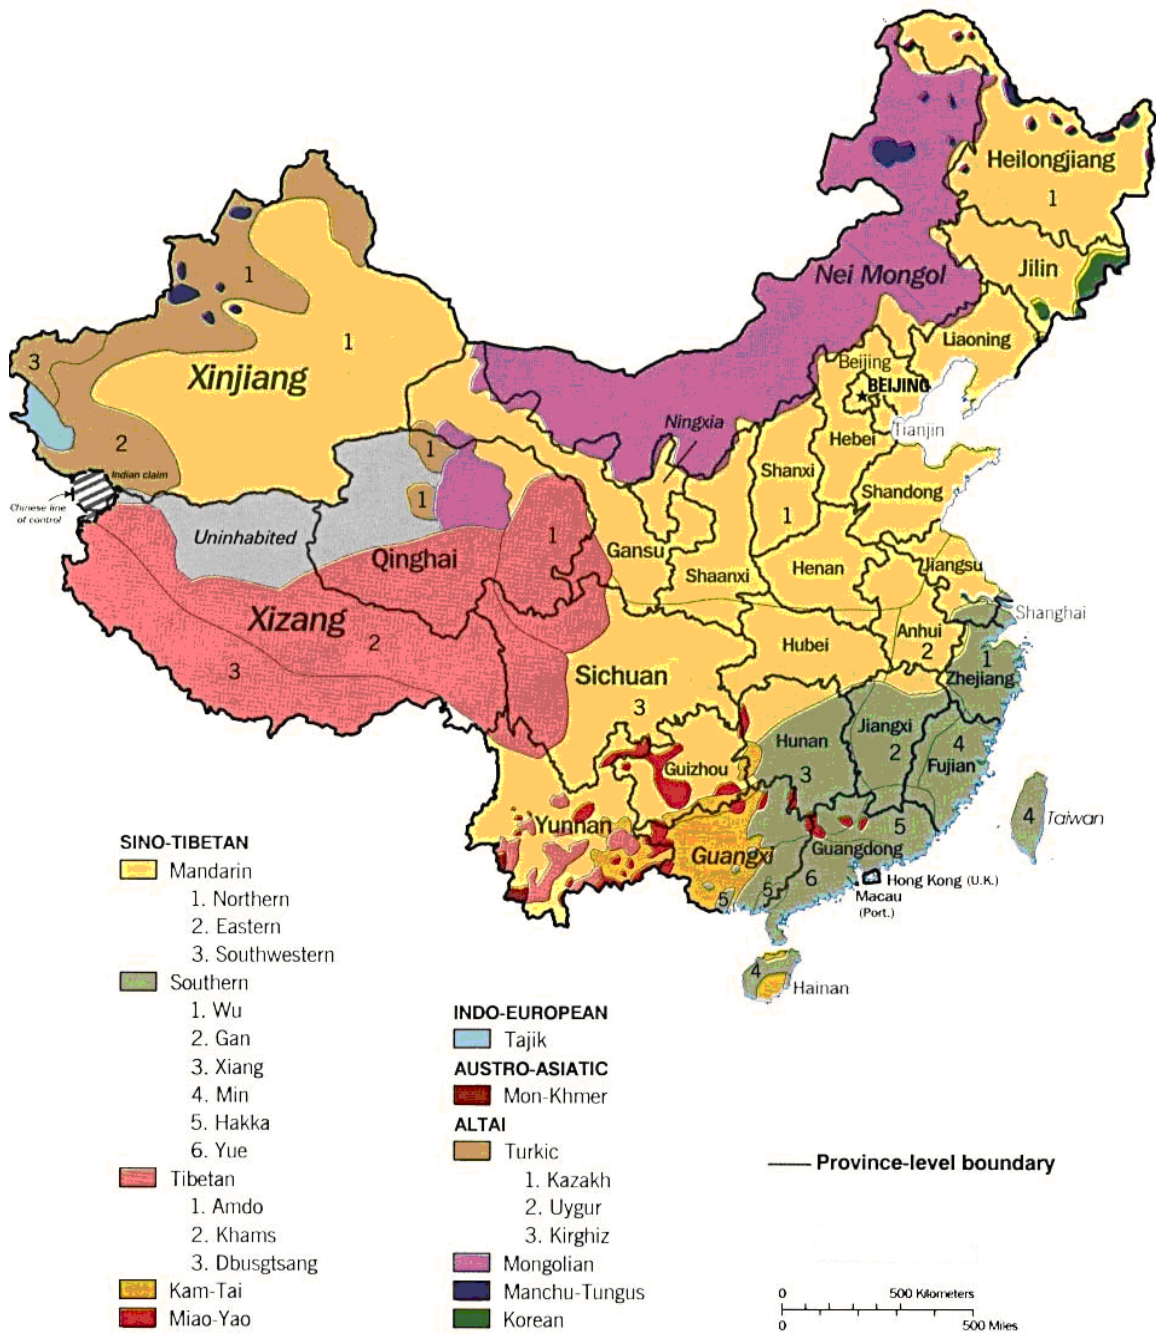 Heilongjiang
1
Jilin
Nei Mongol
Liaoning
1
1
Beijing
BEIJING
3
Xinjiang
Ningxia
Tianjin
Hebei
2
1
Shanxi
Indian claim
Shandong
Chinese line
of control
1
1
Uninhabited
1
Qinghai
Gansu
Shaanxi
Henan
Jiangsu
Xizang
2
Shanghai
Anhui
2
Hubei
3
Sichuan
3
1
Zhejiang
Hunan
3
Jiangxi
2
4
Fujian
Guizhou
Yunnan
4
Taiwan
5
Guangxi
Guangdong
6
5
5
Hong Kong (U.K.)
Macau
(Port.)
4
Hainan
SINO-TIBETAN
Mandarin
1. Northern
2. Eastern
3. Southwestern
Southern
1. Wu
2. Gan
3. Xiang
4. Min
5. Hakka
6. Yue
Tibetan
1. Amdo
2. Khams
3. Dbusgtsang
Kam-Tai
Miao-Yao
INDO-EUROPEAN
Tajik
AUSTRO-ASIATIC
Mon-Khmer
ALTAI
Turkic
1. Kazakh
2. Uygur
3. Kirghiz
Mongolian
Manchu-Tungus
Korean
Province-level boundary
0 500 Kilometers
0 500 Miles